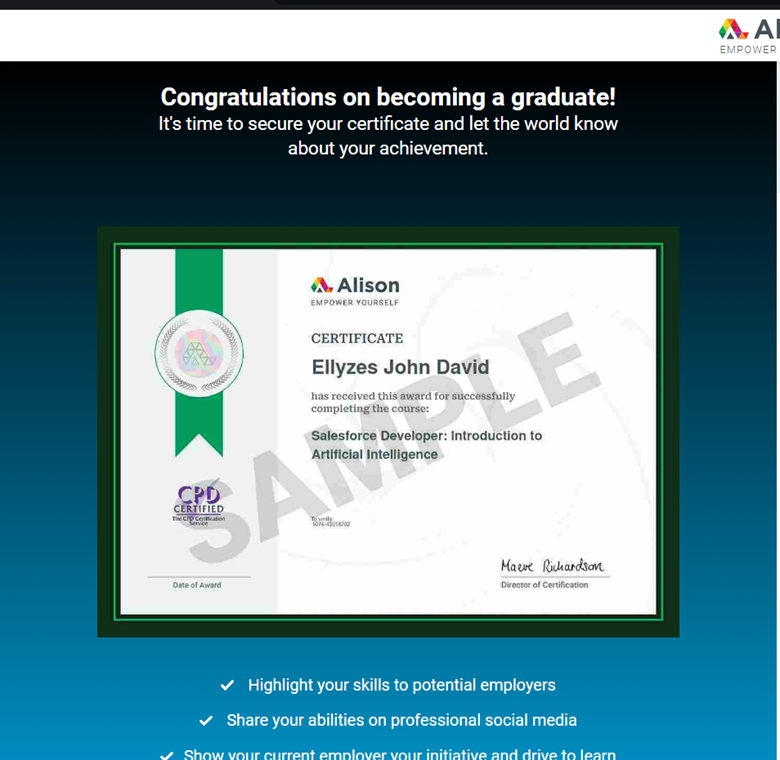 Al
EMPOWER
Congratulations on becoming a graduate!
It's time to secure your certificate and let the world know
about your achievement.
Alison
EMPOWER YOURSELF
CERTIFICATE
Ellyzes John David
has received this award for successfully
completing the course:
Salesforce Developer: Introduction to
Artificial Intelligence
SAMPLE
CPD
CERTIFIED
The CPD Certification
Service
To verify:
5076-42018702
Maeve Richardson
Date of Award
Director of Certification
Highlight your skills to potential employers
Share your abilities on professional social media
Show your current employer your initiative and drive to learn